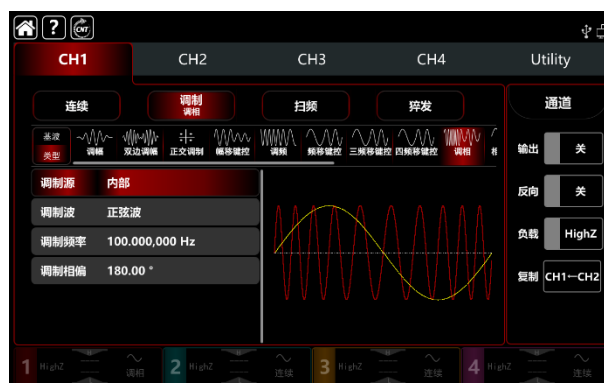 ? CNT
CH1 CH2 CH3 CH4 Utility
连续 调制 调相 扫频 猝发 通道
基波 类型 调幅 双边调幅 正交调制 幅移键控 调频 频移键控 三频移键控 四频移键控 调相
输出 关
调制源 内部
反向 关
调制波 正弦波
负载 HighZ
调制频率 100.000,000 Hz
调制相偏 180.00 °
复制 CH1←CH2
1 HighZ 调相 2 HighZ 连续 3 HighZ 连续 4 HighZ 连续